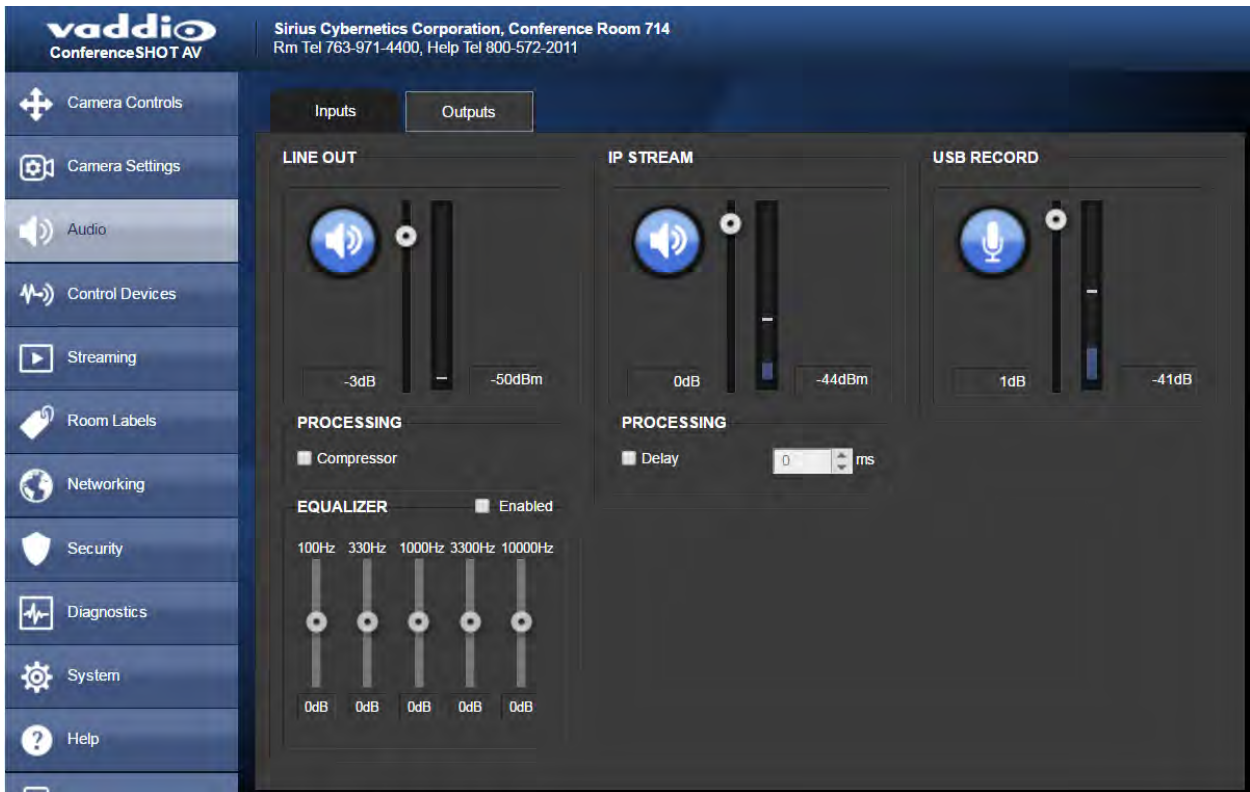 vaddio
ConferenceSHOT AV
Sirius Cybernetics Corporation, Conference Room 714
Rm Tel 763-971-4400, Help Tel 800-572-2011
Camera Controls
Camera Settings
Audio
Control Devices
Streaming
Room Labels
Networking
Security
Diagnostics
System
? Help
Inputs Outputs
LINE OUT IP STREAM USB RECORD
-3dB -50dBm 0dB -44dBm 1dB -41dB
PROCESSING PROCESSING
Compressor Delay 0 ms
EQUALIZER Enabled
100Hz 330Hz 1000Hz 3300Hz 10000Hz
0dB 0dB 0dB 0dB 0dB